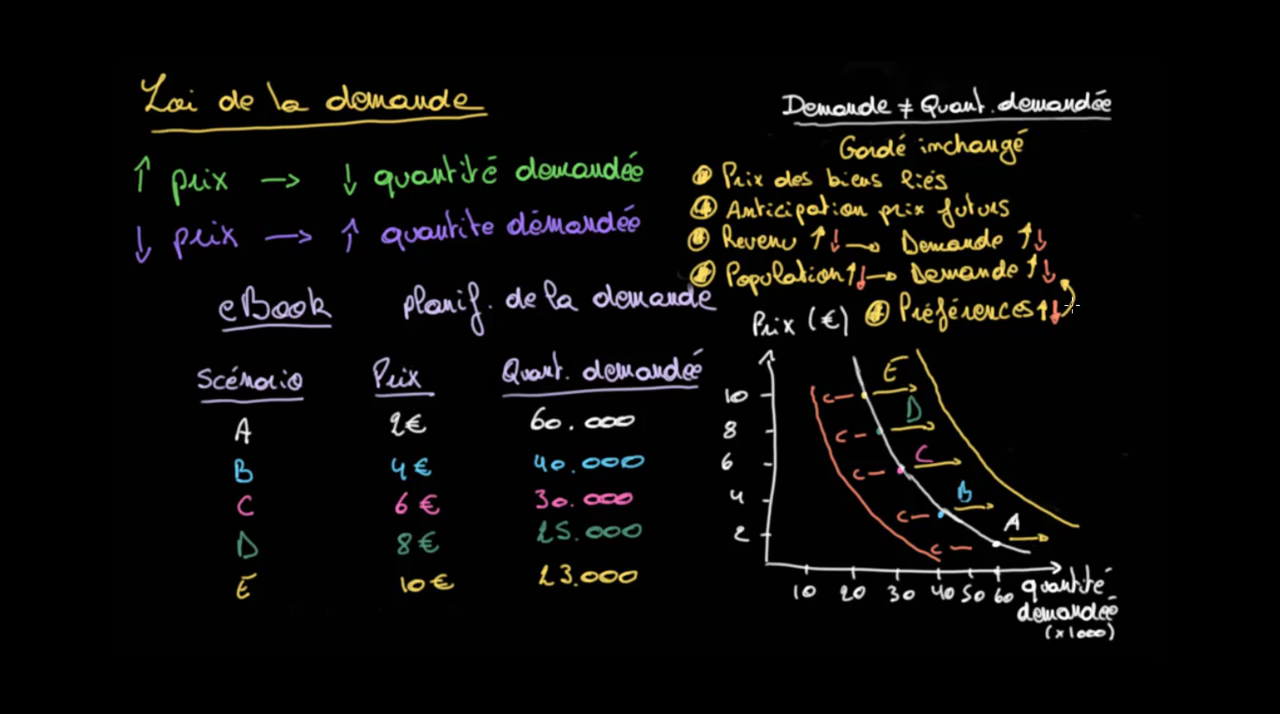 Loi de la demande
↑ prix → ↓ quantité demandée
↓ prix → ↑ quantité démandée
eBook planif. de la demande
Scénario Prix Quant. demandée
A 2€ 60.000
B 4€ 40.000
C 6€ 30.000
D 8€ 25.000
E 10€ 23.000
Demande ≠ Quant. demandée
Gardé inchangé
Prix des biens liés
Anticipation prix futurs
Revenu ↑↓ → Demande ↑↓
Population ↑↓ → Demande ↑↓
Préférences ↑↓
Prix (€)
E
10
D
8
C
6
B
4
A
2
10 20 30 40 50 60
quantité
demandée
(x1000)